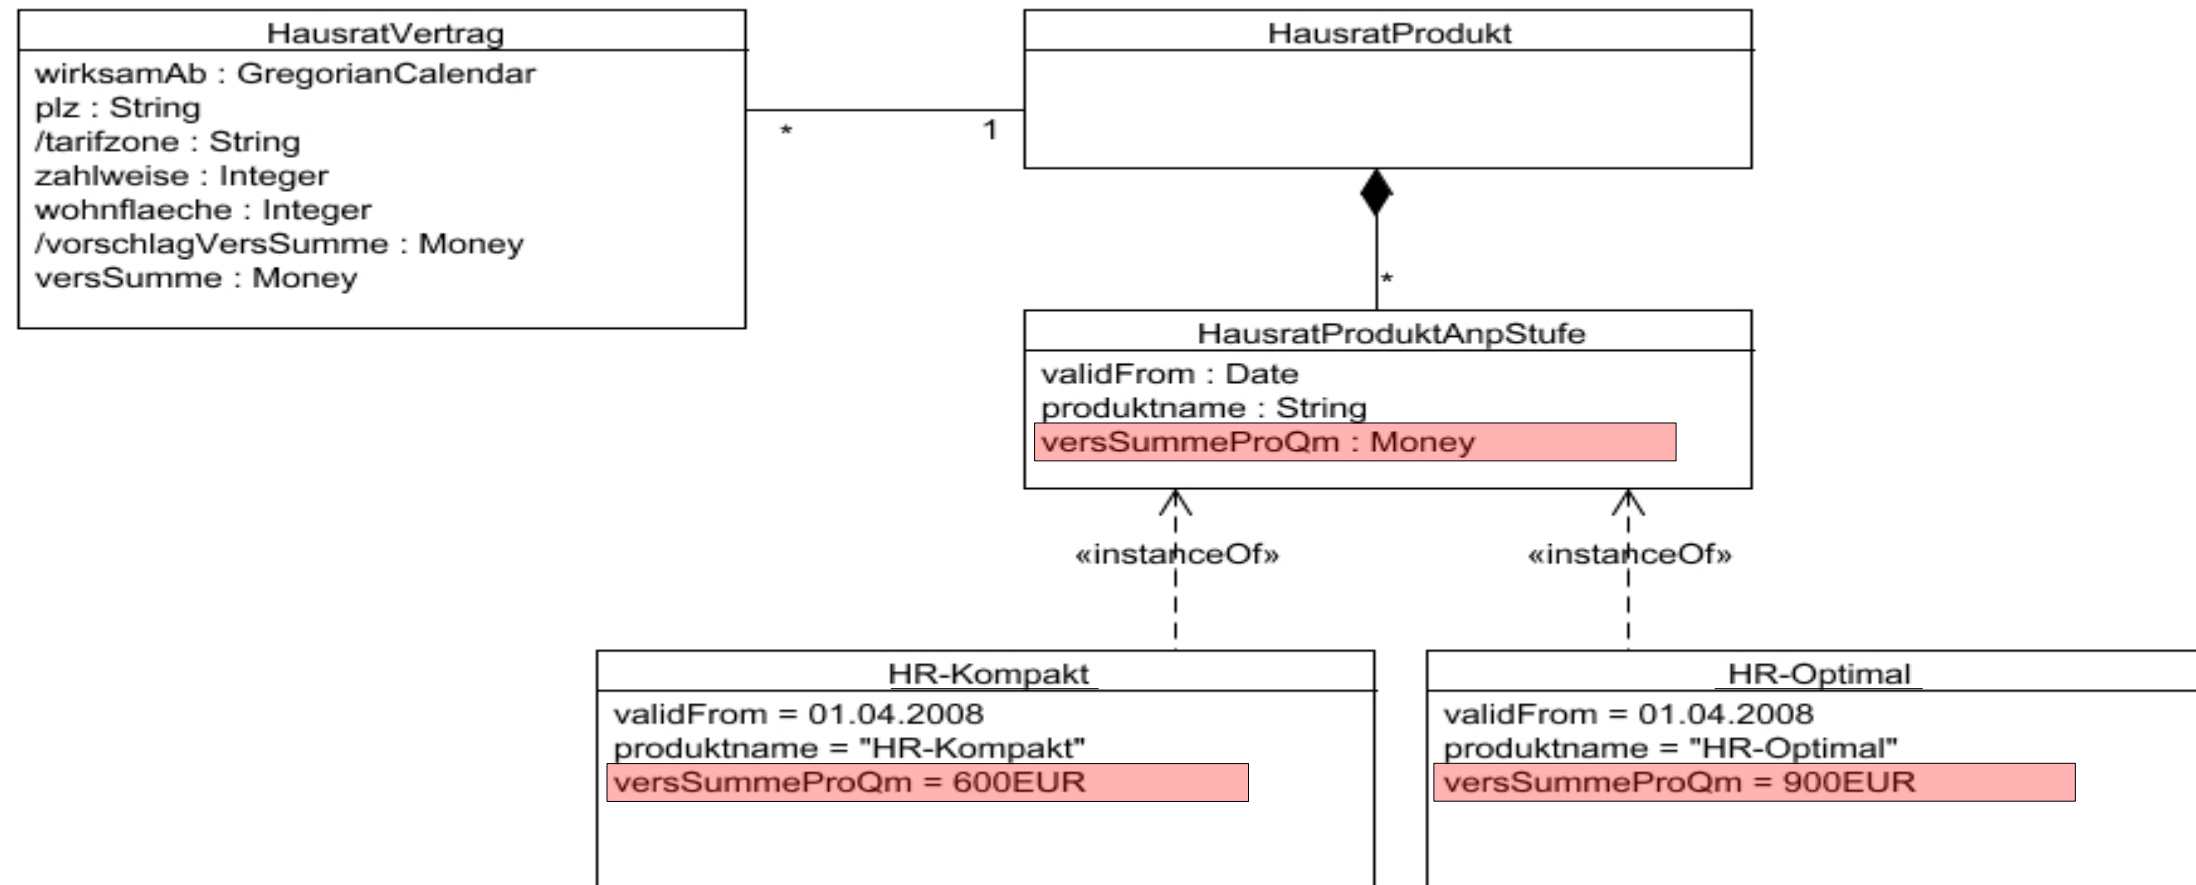 HausratVertrag
wirksamAb : GregorianCalendar
plz : String
/tarifzone : String
zahlweise : Integer
wohnflaeche : Integer
/vorschlagVersSumme : Money
versSumme : Money
* 1
HausratProdukt
*
HausratProduktAnpStufe
validFrom : Date
produktname : String
versSummeProQm : Money
«instanceOf» «instanceOf»
HR-Kompakt
validFrom = 01.04.2008
produktname = "HR-Kompakt"
versSummeProQm = 600EUR
HR-Optimal
validFrom = 01.04.2008
produktname = "HR-Optimal"
versSummeProQm = 900EUR